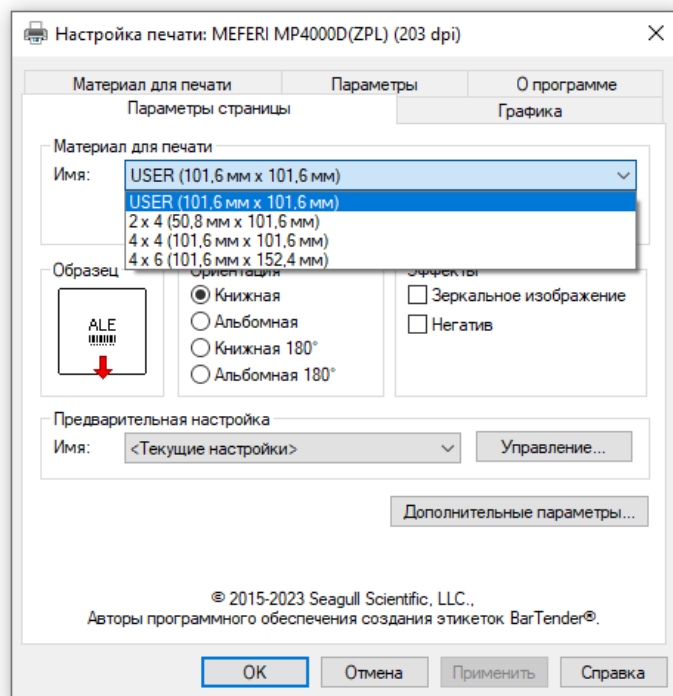 Настройка печати: MEFERI MP4000D(ZPL) (203 dpi)
Материал для печати
Параметры
О программе
Параметры страницы
Графика
Материал для печати
Имя:
USER (101,6 мм x 101,6 мм)
USER (101,6 мм x 101,6 мм)
2 x 4 (50,8 мм x 101,6 мм)
4 x 4 (101,6 мм x 101,6 мм)
4 x 6 (101,6 мм x 152,4 мм)
Образец
Ориентация
Эффекты
ALE
Книжная
Альбомная
Книжная 180°
Альбомная 180°
Зеркальное изображение
Негатив
Предварительная настройка
Имя:
<Текущие настройки>
Управление...
Дополнительные параметры...
© 2015-2023 Seagull Scientific, LLC.,
Авторы программного обеспечения создания этикеток BarTender®.
OK
Отмена
Применить
Справка